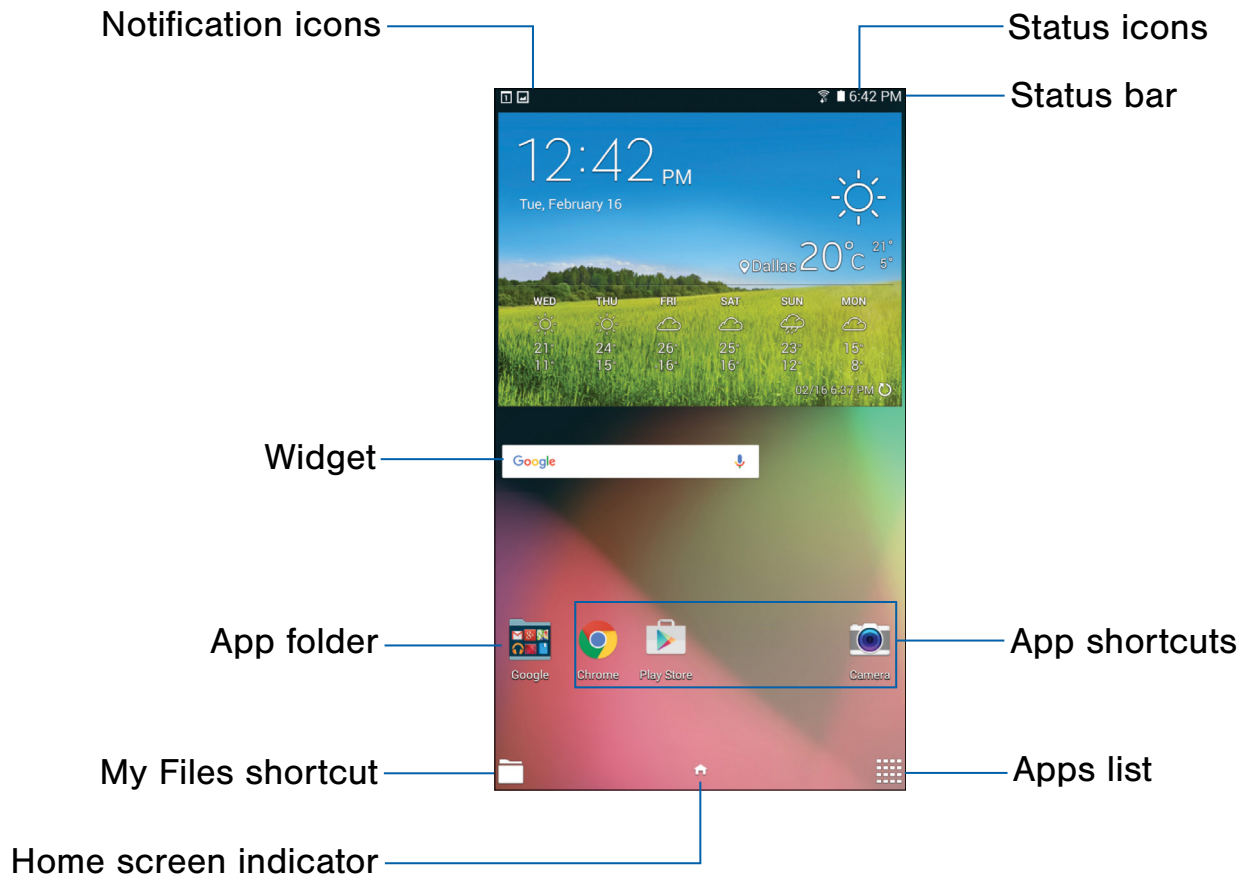 Notification icons
Status icons
Status bar
1
6:42 PM
12:42 PM
Tue, February 16
Dallas 20°C 21° 5°
WED THU FRI SAT SUN MON
21° 24° 26° 25° 23° 15°
11° 15° 16° 16° 12° 8°
02/16 6:37 PM
Widget
Google
App folder
App shortcuts
Google Chrome Play Store Camera
My Files shortcut
Apps list
Home screen indicator